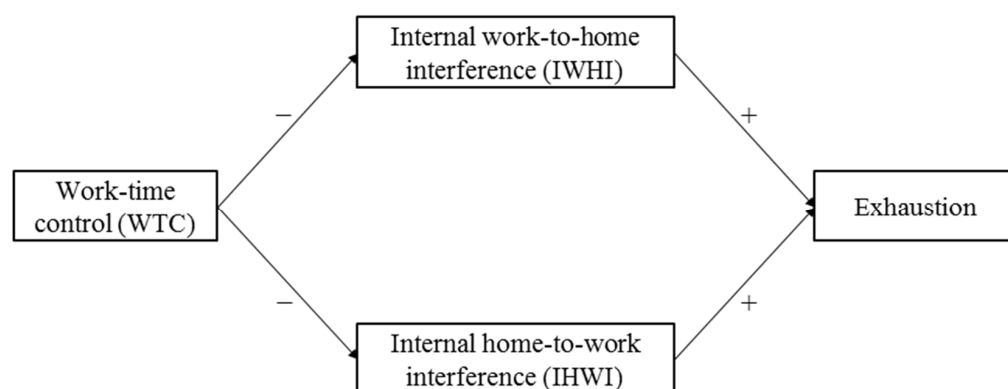 Internal work-to-home
interference (IWHI)
−
+
Work-time
control (WTC)
Exhaustion
−
+
Internal home-to-work
interference (IHWI)